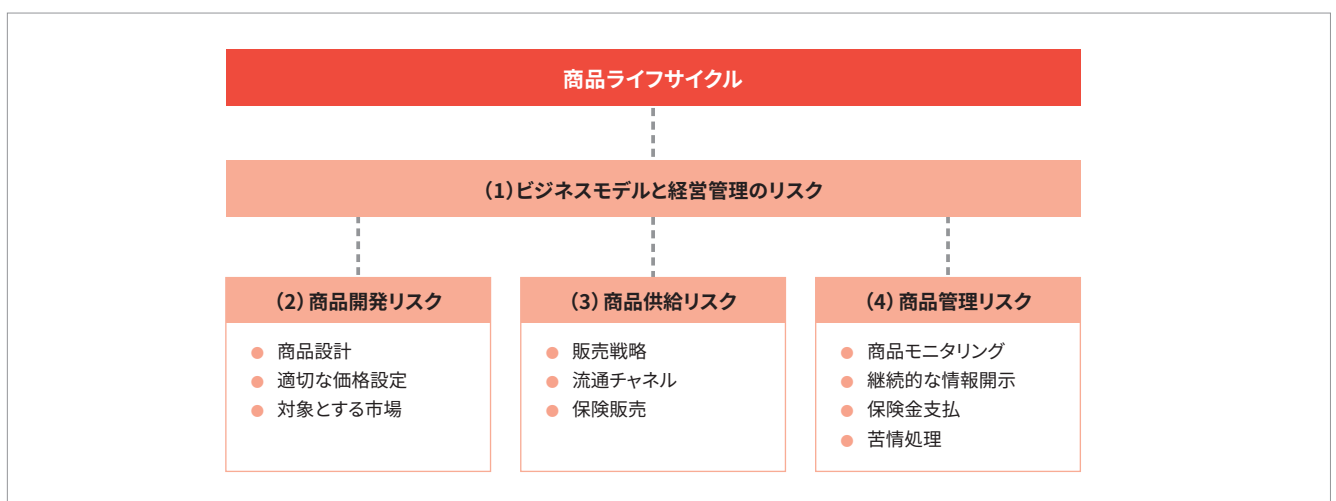 商品ライフサイクル
(1)ビジネスモデルと経営管理のリスク
(2) 商品開発リスク
● 商品設計
● 適切な価格設定
● 対象とする市場
(3) 商品供給リスク
● 販売戦略
● 流通チャネル
● 保険販売
(4) 商品管理リスク
● 商品モニタリング
● 継続的な情報開示
● 保険金支払
● 苦情処理